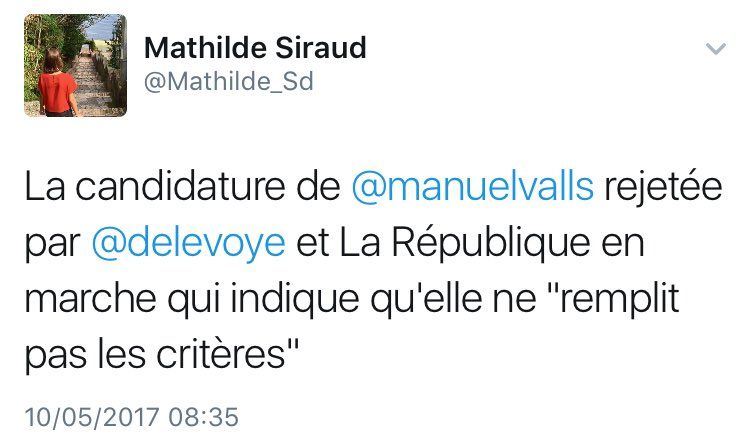 Mathilde Siraud
@Mathilde_Sd
La candidature de @manuelvalls rejetée
par @delevoye et La République en
marche qui indique qu'elle ne "remplit
pas les critères"
10/05/2017 08:35